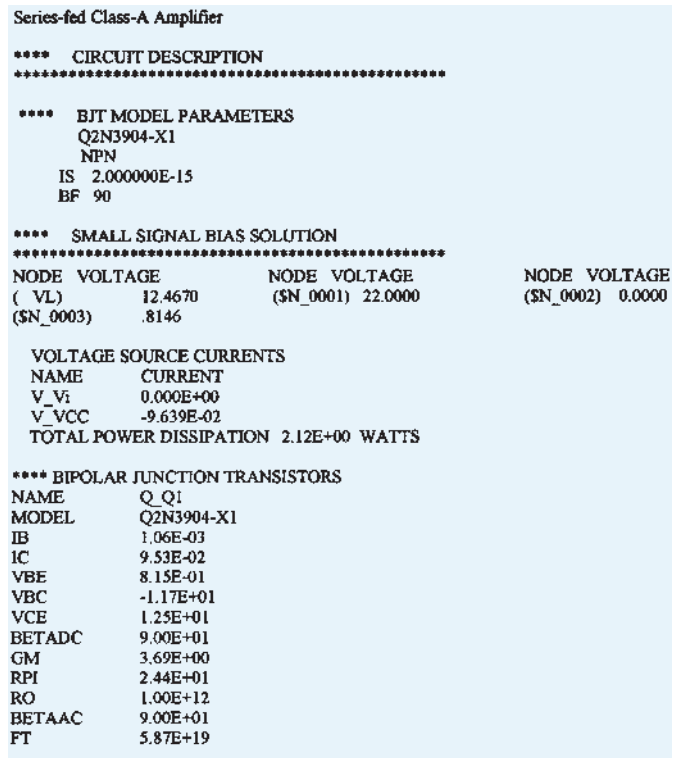 Series-fed Class-A Amplifier
**** CIRCUIT DESCRIPTION
**************************************************
**** BJT MODEL PARAMETERS
Q2N3904-X1
NPN
IS 2.000000E-15
BF 90
**** SMALL SIGNAL BIAS SOLUTION
**************************************************
NODE VOLTAGE NODE VOLTAGE NODE VOLTAGE
( VL) 12.4670 ($N_0001) 22.0000 ($N_0002) 0.0000
($N_0003) .8146
VOLTAGE SOURCE CURRENTS
NAME CURRENT
V_Vi 0.000E+00
V_VCC -9.639E-02
TOTAL POWER DISSIPATION 2.12E+00 WATTS
**** BIPOLAR JUNCTION TRANSISTORS
NAME Q_Q1
MODEL Q2N3904-X1
IB 1.06E-03
IC 9.53E-02
VBE 8.15E-01
VBC -1.17E+01
VCE 1.25E+01
BETADC 9.00E+01
GM 3.69E+00
RPI 2.44E+01
RO 1.00E+12
BETAAC 9.00E+01
FT 5.87E+19